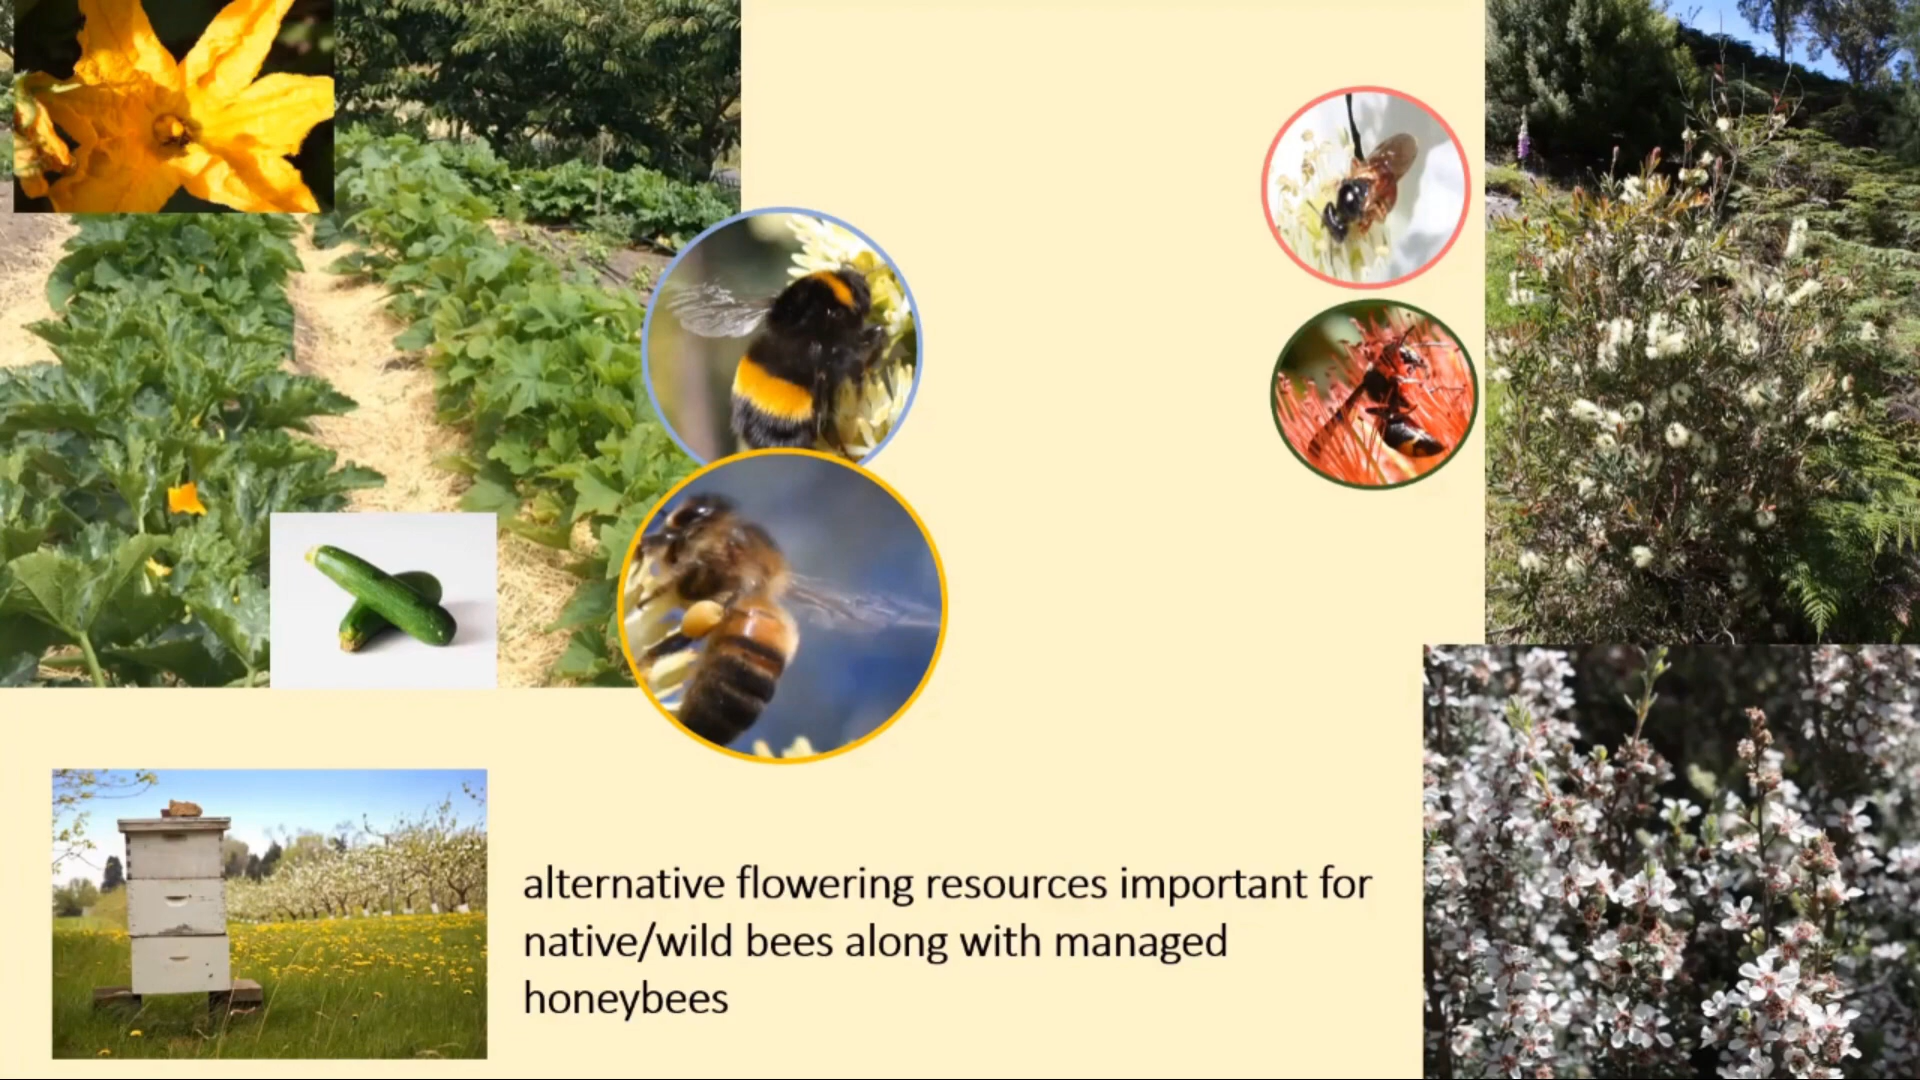 alternative flowering resources important for
native/wild bees along with managed
honeybees